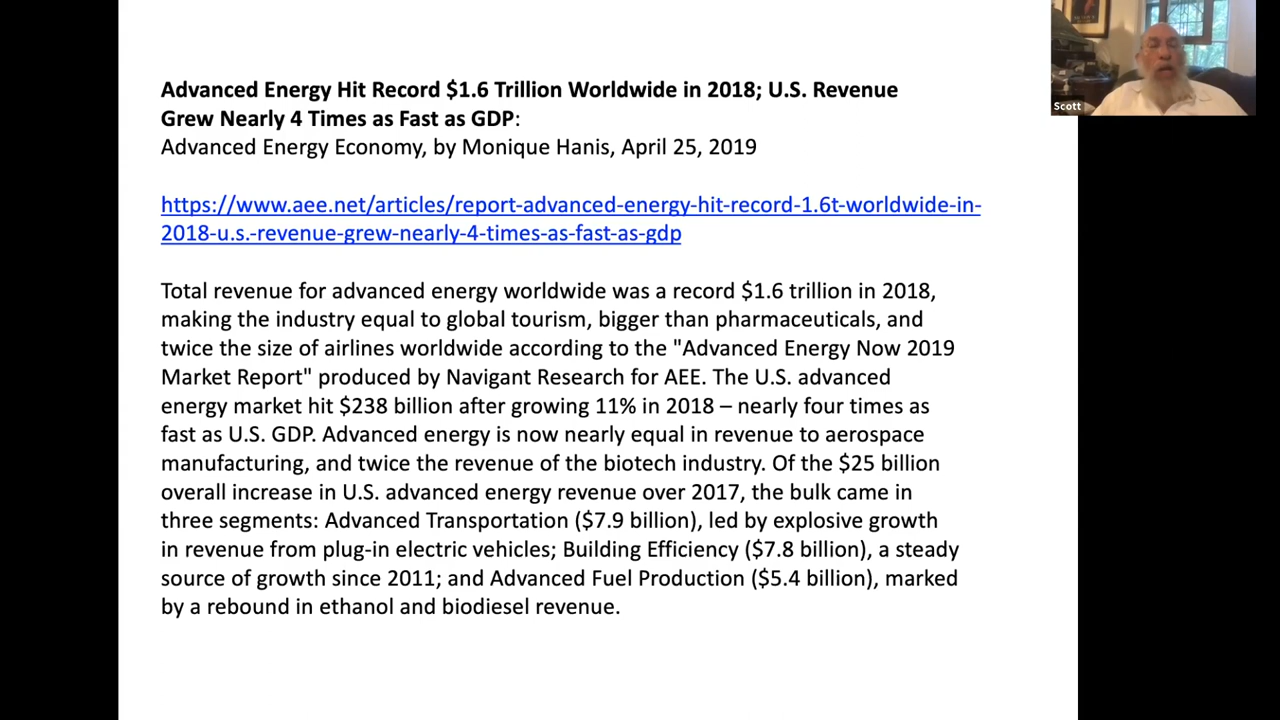 Advanced Energy Hit Record $1.6 Trillion Worldwide in 2018; U.S. Revenue
Grew Nearly 4 Times as Fast as GDP:
Advanced Energy Economy, by Monique Hanis, April 25, 2019
https://www.aee.net/articles/report-advanced-energy-hit-record-1.6t-worldwide-in-
2018-u.s.-revenue-grew-nearly-4-times-as-fast-as-gdp
Total revenue for advanced energy worldwide was a record $1.6 trillion in 2018,
making the industry equal to global tourism, bigger than pharmaceuticals, and
twice the size of airlines worldwide according to the "Advanced Energy Now 2019
Market Report" produced by Navigant Research for AEE. The U.S. advanced
energy market hit $238 billion after growing 11% in 2018 – nearly four times as
fast as U.S. GDP. Advanced energy is now nearly equal in revenue to aerospace
manufacturing, and twice the revenue of the biotech industry. Of the $25 billion
overall increase in U.S. advanced energy revenue over 2017, the bulk came in
three segments: Advanced Transportation ($7.9 billion), led by explosive growth
in revenue from plug-in electric vehicles; Building Efficiency ($7.8 billion), a steady
source of growth since 2011; and Advanced Fuel Production ($5.4 billion), marked
by a rebound in ethanol and biodiesel revenue.
Scott